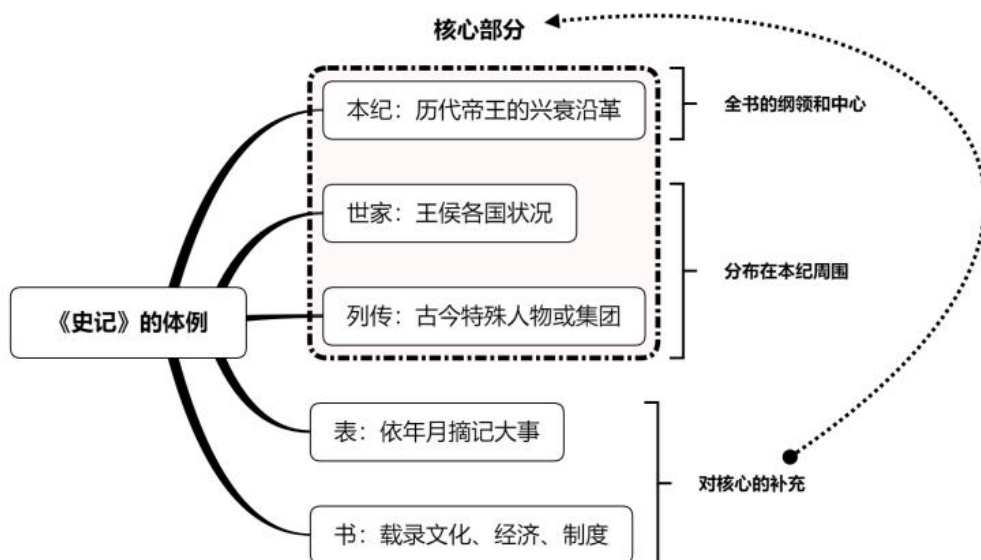 核心部分
本纪：历代帝王的兴衰沿革
全书的纲领和中心
世家：王侯各国状况
分布在本纪周围
《史记》的体例
列传：古今特殊人物或集团
表：依年月摘记大事
对核心的补充
书：载录文化、经济、制度